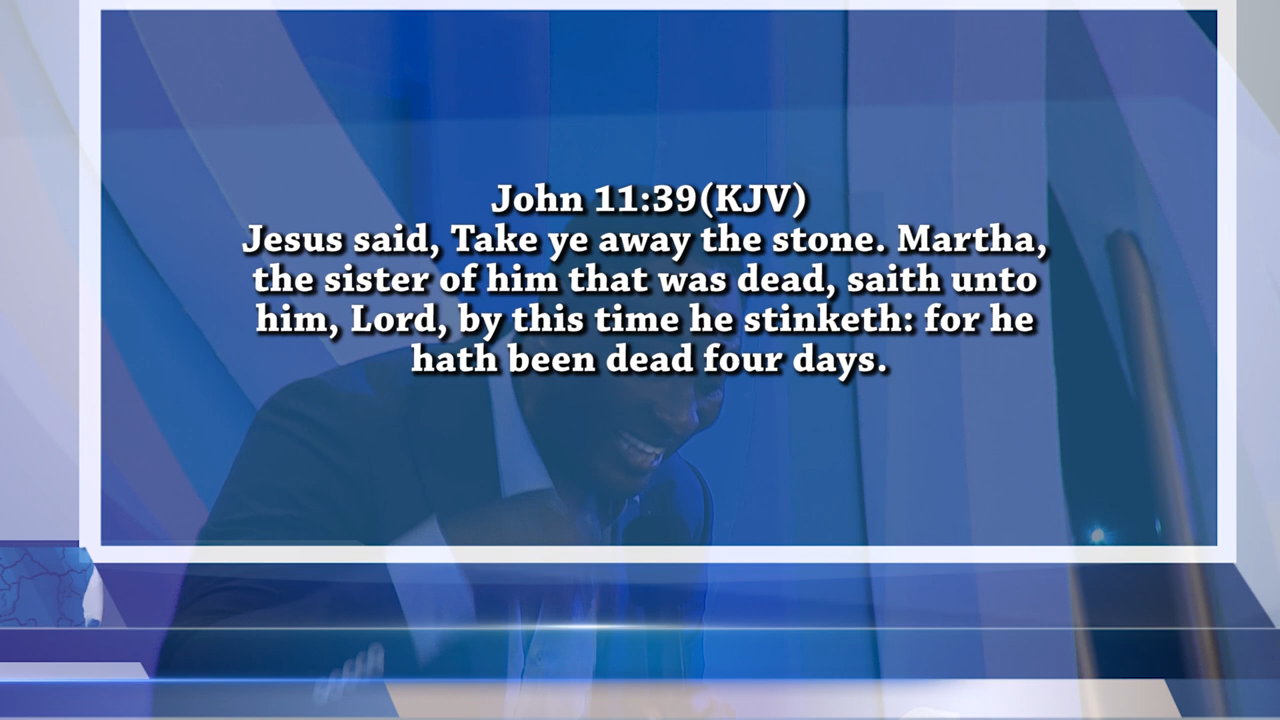 John 11:39(KJV)
Jesus said, Take ye away the stone. Martha,
the sister of him that was dead, saith unto
him, Lord, by this time he stinketh: for he
hath been dead four days.